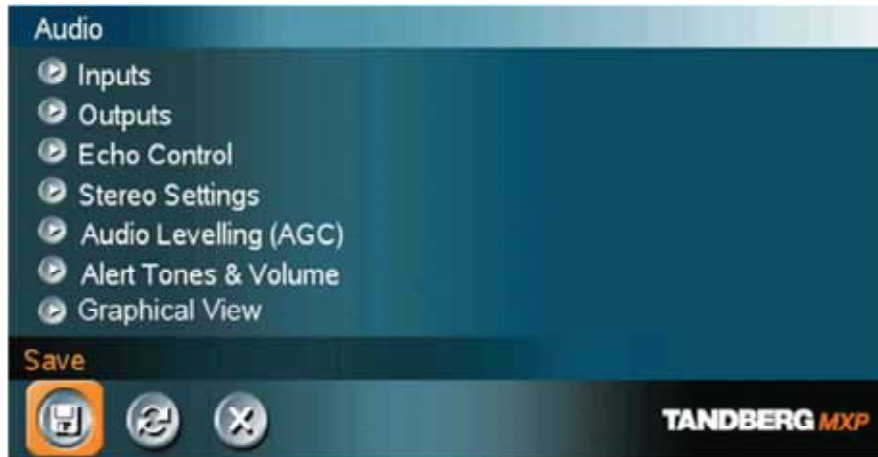 Audio
Inputs
Outputs
Echo Control
Stereo Settings
Audio Levelling (AGC)
Alert Tones & Volume
Graphical View
Save
TANDBERG MXP